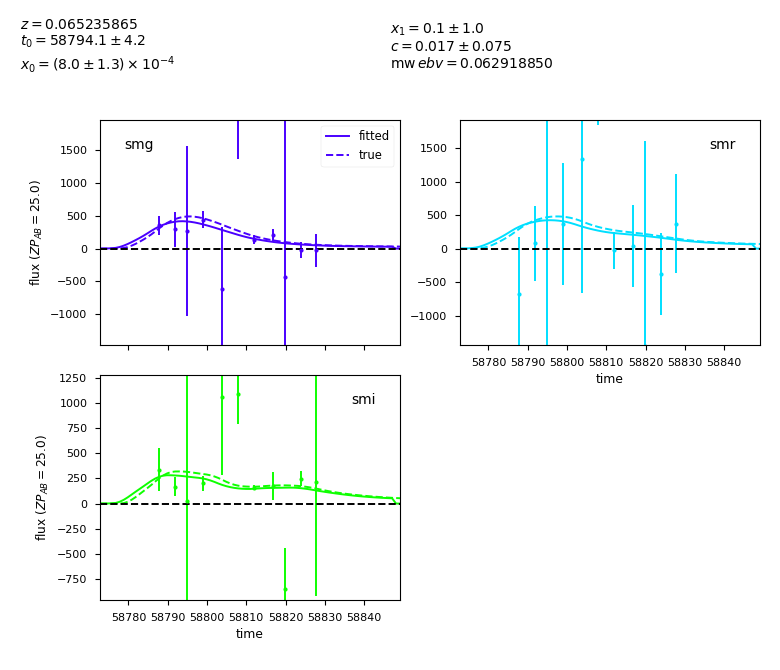 z = 0.065235865
t₀ = 58794.1 ± 4.2
x₀ = (8.0 ± 1.3) × 10⁻⁴
x₁ = 0.1 ± 1.0
c = 0.017 ± 0.075
mw ebv = 0.062918850
smg
fitted
true
1500
1000
500
0
−500
−1000
flux (ZP_AB = 25.0)
smr
1500
1000
500
0
−500
−1000
58780 58790 58800 58810 58820 58830 58840
time
smi
1250
1000
750
500
250
0
−250
−500
−750
flux (ZP_AB = 25.0)
58780 58790 58800 58810 58820 58830 58840
time